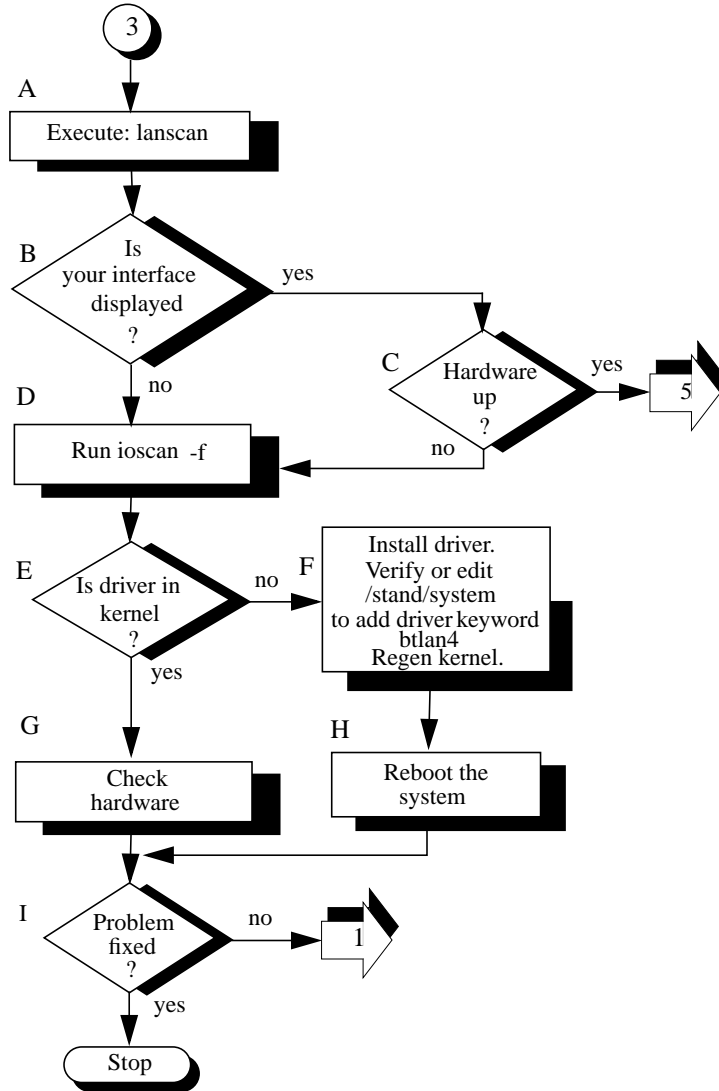 3
A
Execute: lanscan
B
Is
your interface
displayed
?
yes
no
C
Hardware
up
?
yes
5
no
D
Run ioscan -f
E
Is driver in
kernel
?
no
yes
F
Install driver.
Verify or edit
/stand/system
to add driver keyword
btlan4
Regen kernel.
G
Check
hardware
H
Reboot the
system
I
Problem
fixed
?
no
1
yes
Stop